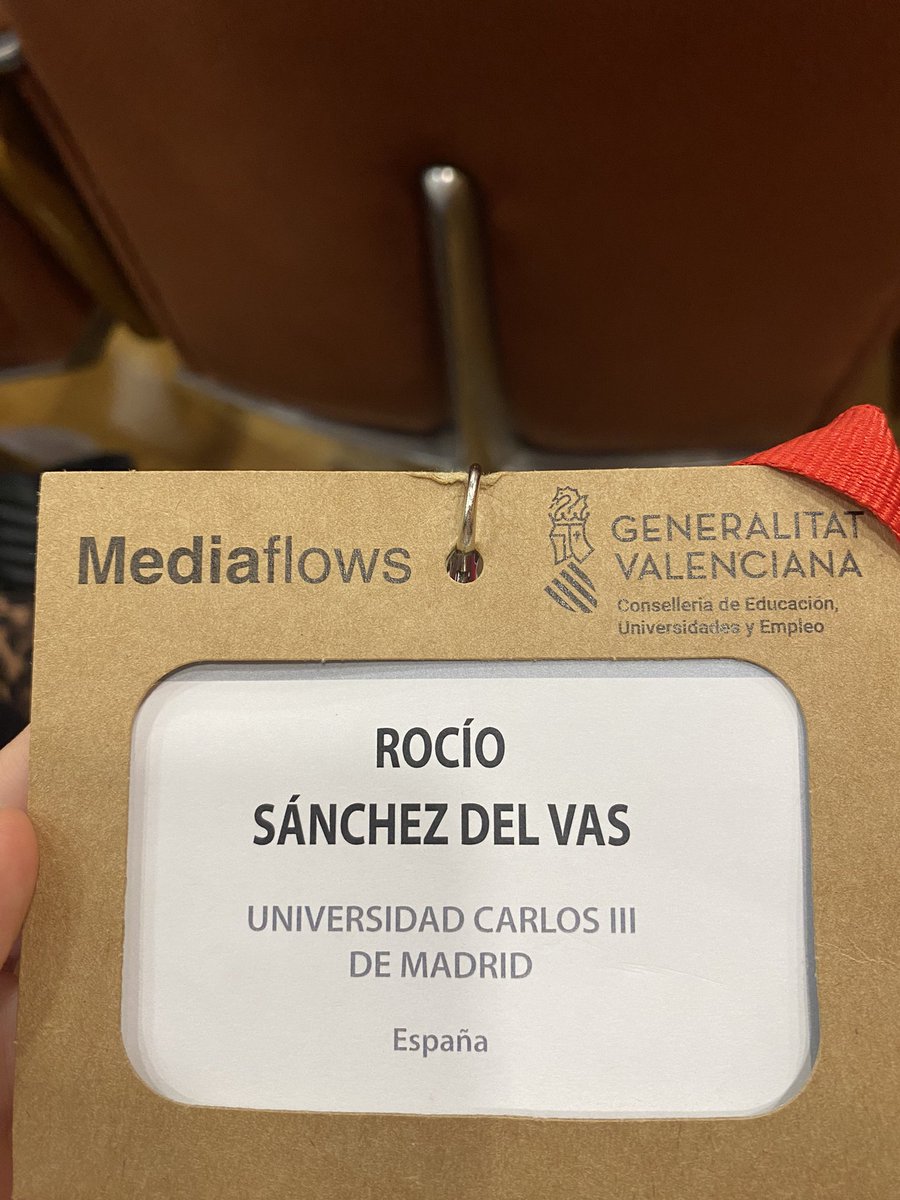 Mediaflows
GENERALITAT
VALENCIANA
Conselleria de Educación,
Universidades y Empleo
ROCÍO
SÁNCHEZ DEL VAS
UNIVERSIDAD CARLOS III
DE MADRID
España